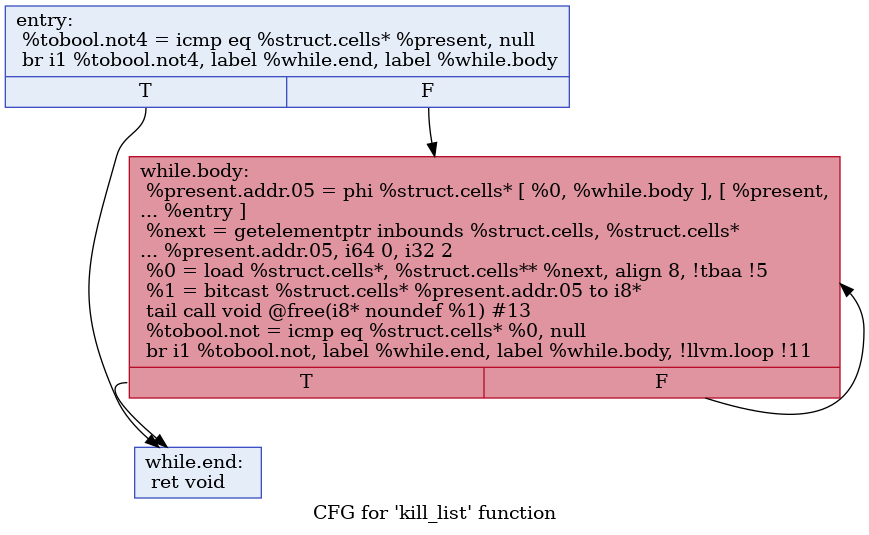 entry:
%tobool.not4 = icmp eq %struct.cells* %present, null
br i1 %tobool.not4, label %while.end, label %while.body
T
F
while.body:
%present.addr.05 = phi %struct.cells* [ %0, %while.body ], [ %present,
... %entry ]
%next = getelementptr inbounds %struct.cells, %struct.cells*
... %present.addr.05, i64 0, i32 2
%0 = load %struct.cells*, %struct.cells** %next, align 8, !tbaa !5
%1 = bitcast %struct.cells* %present.addr.05 to i8*
tail call void @free(i8* noundef %1) #13
%tobool.not = icmp eq %struct.cells* %0, null
br i1 %tobool.not, label %while.end, label %while.body, !llvm.loop !11
T
F
while.end:
ret void
CFG for 'kill_list' function